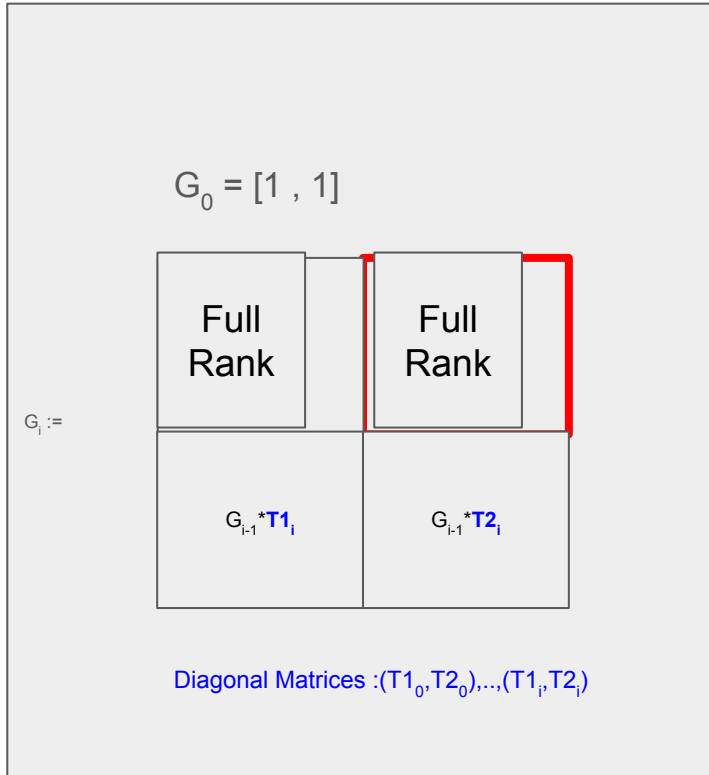 G₀ = [1 , 1]
Full
Rank
Full
Rank
Gᵢ :=
Gᵢ₋₁*T1ᵢ
Gᵢ₋₁*T2ᵢ
Diagonal Matrices :(T1₀,T2₀),..,(T1ᵢ,T2ᵢ)